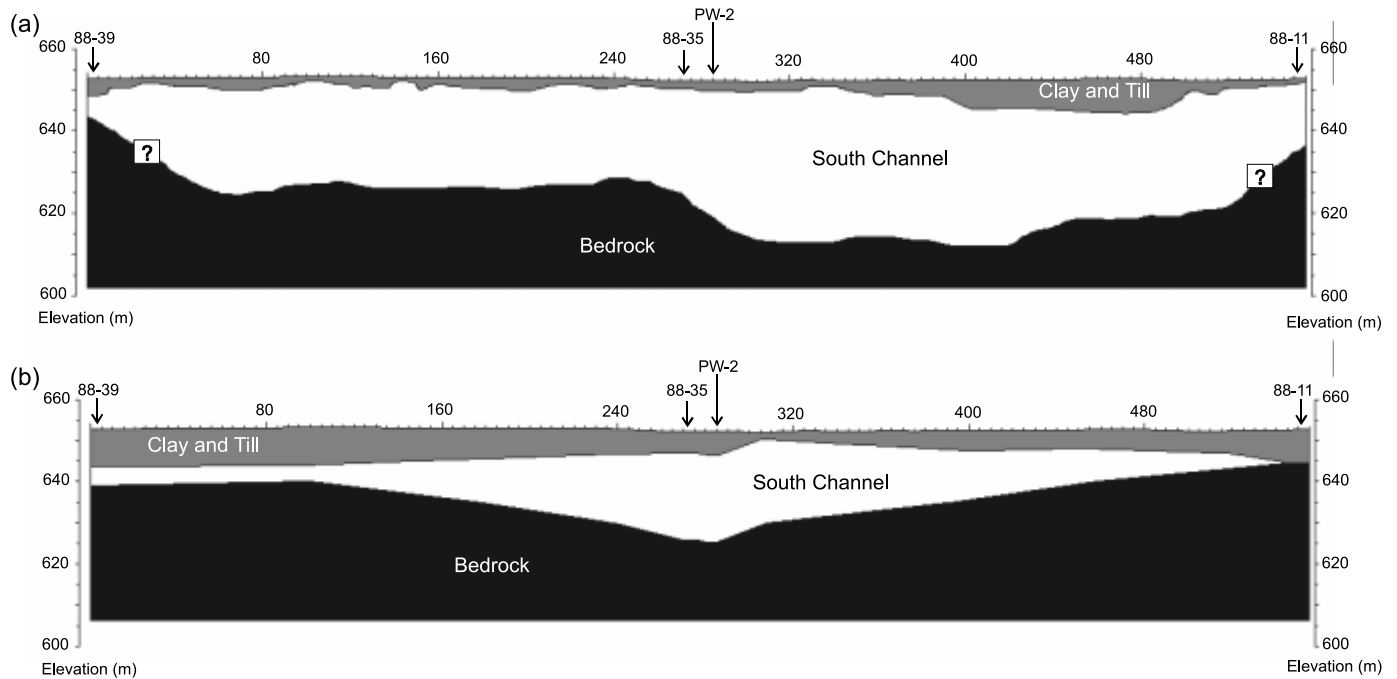 (a)
PW-2
88-39 88-35 88-11
660 80 160 240 320 400 480 660
Clay and Till
640 640
?
South Channel
?
620 620
Bedrock
600 600
Elevation (m) Elevation (m)
(b)
PW-2
88-39 88-35 88-11
660 80 160 240 320 400 480 660
Clay and Till
640 South Channel 640
620 Bedrock 620
600 600
Elevation (m) Elevation (m)